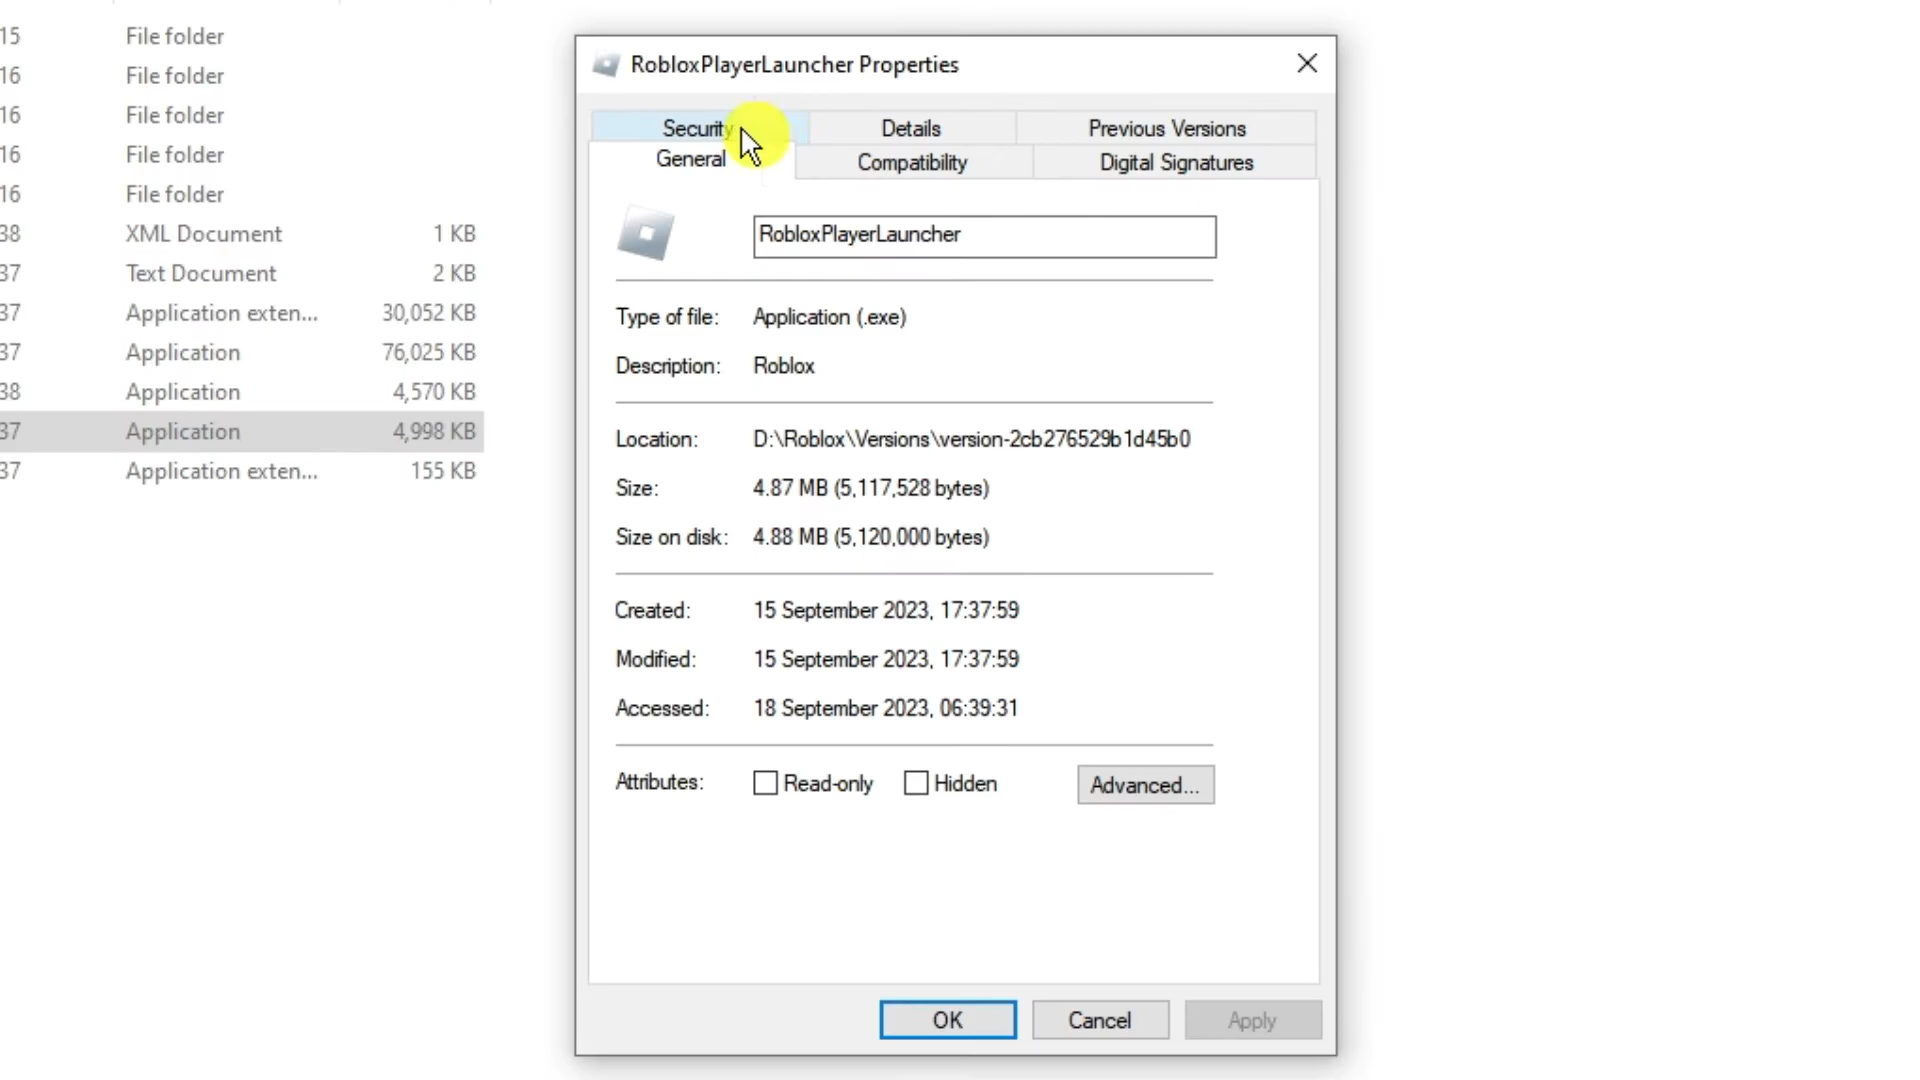 15 File folder
16 File folder
16 File folder
16 File folder
16 File folder
38 XML Document 1 KB
37 Text Document 2 KB
37 Application exten... 30,052 KB
37 Application 76,025 KB
38 Application 4,570 KB
37 Application 4,998 KB
37 Application exten... 155 KB
RobloxPlayerLauncher Properties
Security Details Previous Versions
General Compatibility Digital Signatures
RobloxPlayerLauncher
Type of file: Application (.exe)
Description: Roblox
Location: D:\Roblox\Versions\version-2cb276529b1d45b0
Size: 4.87 MB (5,117,528 bytes)
Size on disk: 4.88 MB (5,120,000 bytes)
Created: 15 September 2023, 17:37:59
Modified: 15 September 2023, 17:37:59
Accessed: 18 September 2023, 06:39:31
Attributes: Read-only Hidden Advanced...
OK Cancel Apply